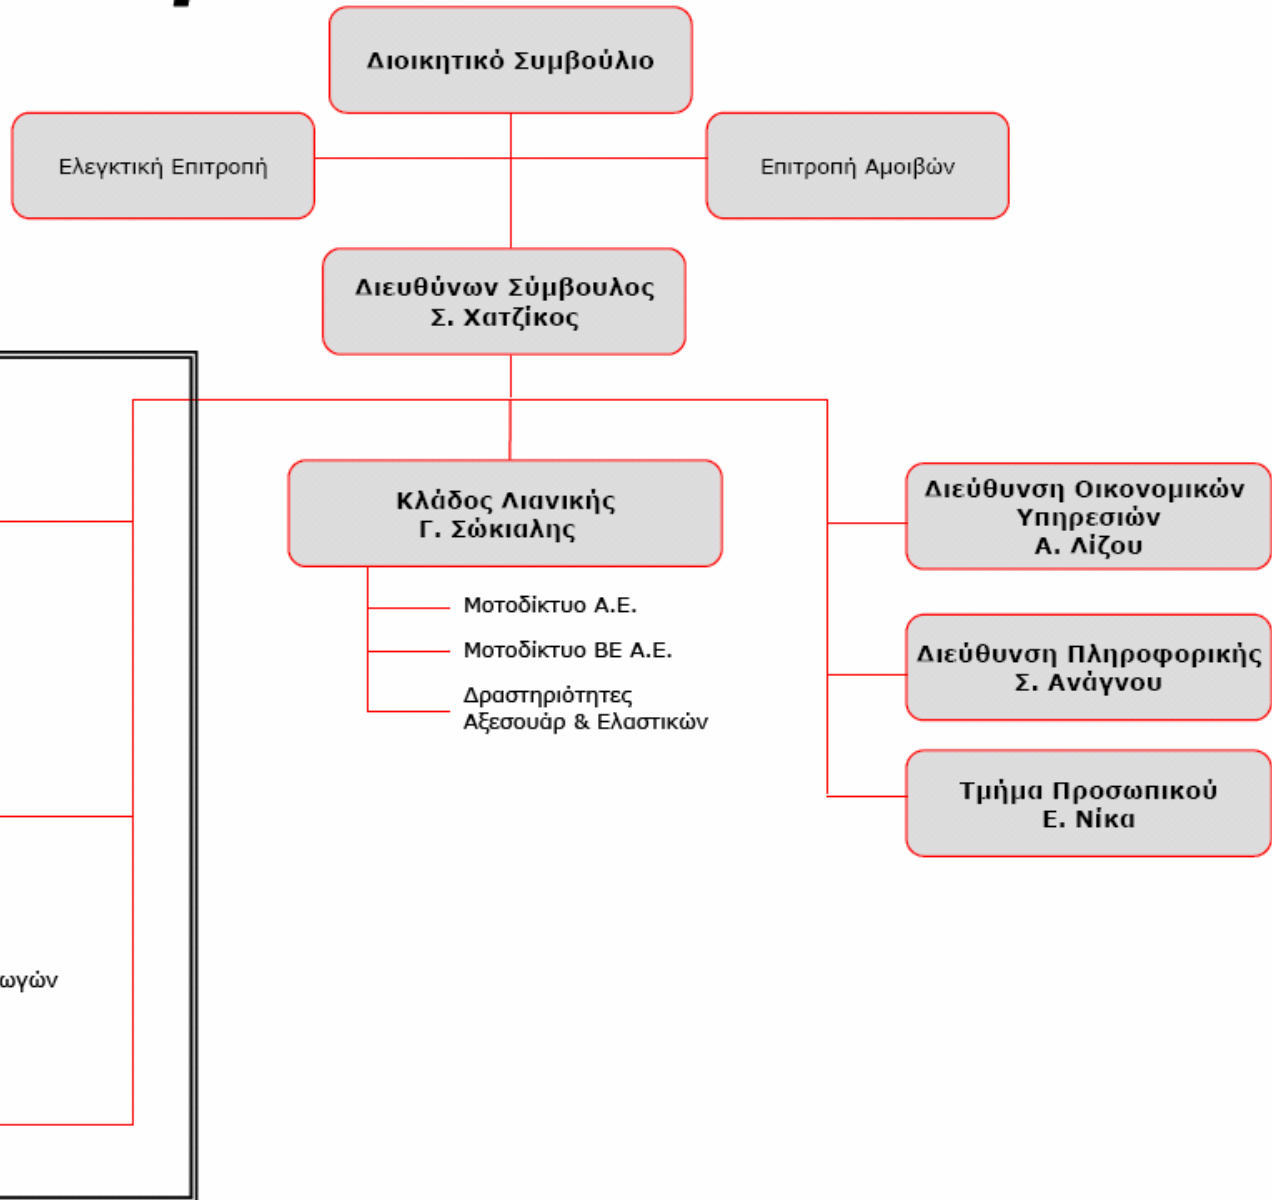 Διοικητικό Συμβούλιο
Ελεγκτική Επιτροπή
Επιτροπή Αμοιβών
Διευθύνων Σύμβουλος
Σ. Χατζίκος
Κλάδος Λιανικής
Γ. Σώκιαλης
Μοτοδίκτυο Α.Ε.
Μοτοδίκτυο ΒΕ Α.Ε.
Δραστηριότητες
Αξεσουάρ & Ελαστικών
Διεύθυνση Οικονομικών
Υπηρεσιών
Α. Λίζου
Διεύθυνση Πληροφορικής
Σ. Ανάγνου
Τμήμα Προσωπικού
Ε. Νίκα
ωγών